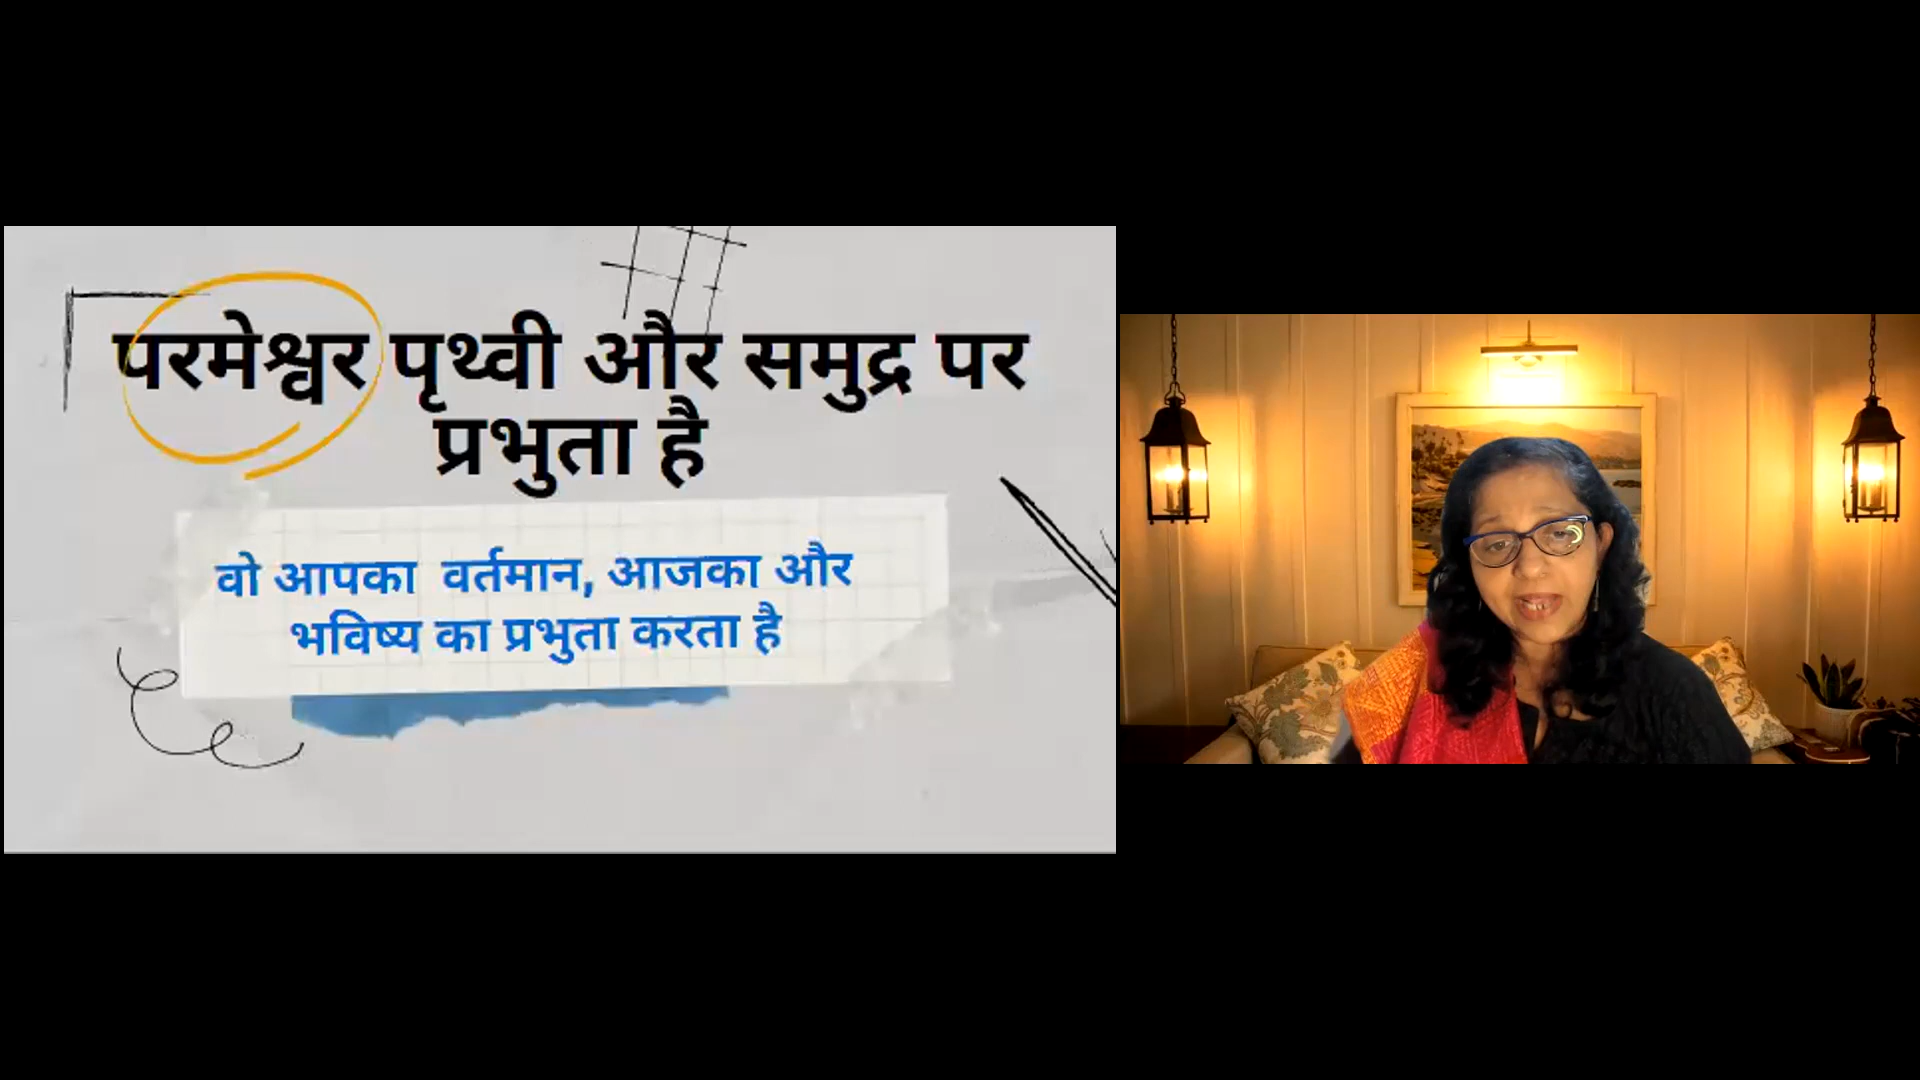 परमेश्वर पृथ्वी और समुद्र पर
प्रभुता है
वो आपका वर्तमान, आजका और
भविष्य का प्रभुता करता है